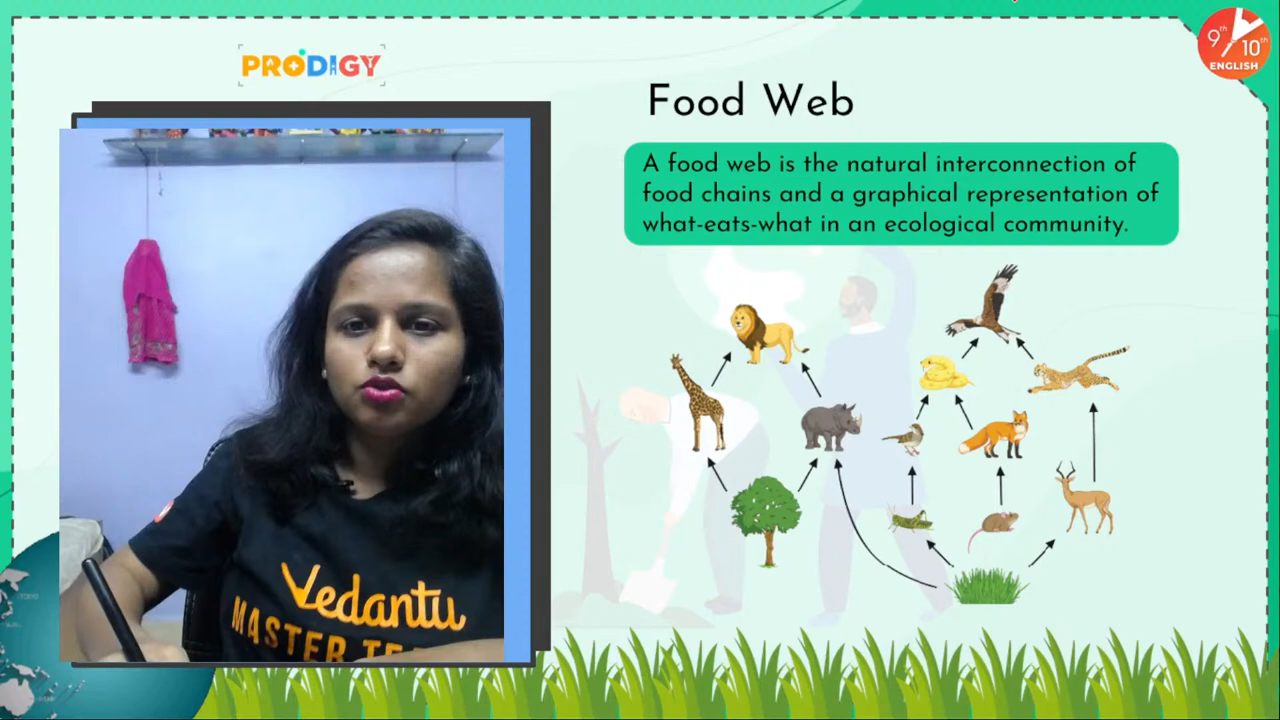 PRODIGY
9th 10th
ENGLISH
Food Web
A food web is the natural interconnection of
food chains and a graphical representation of
what-eats-what in an ecological community.
Vedantu
MASTER